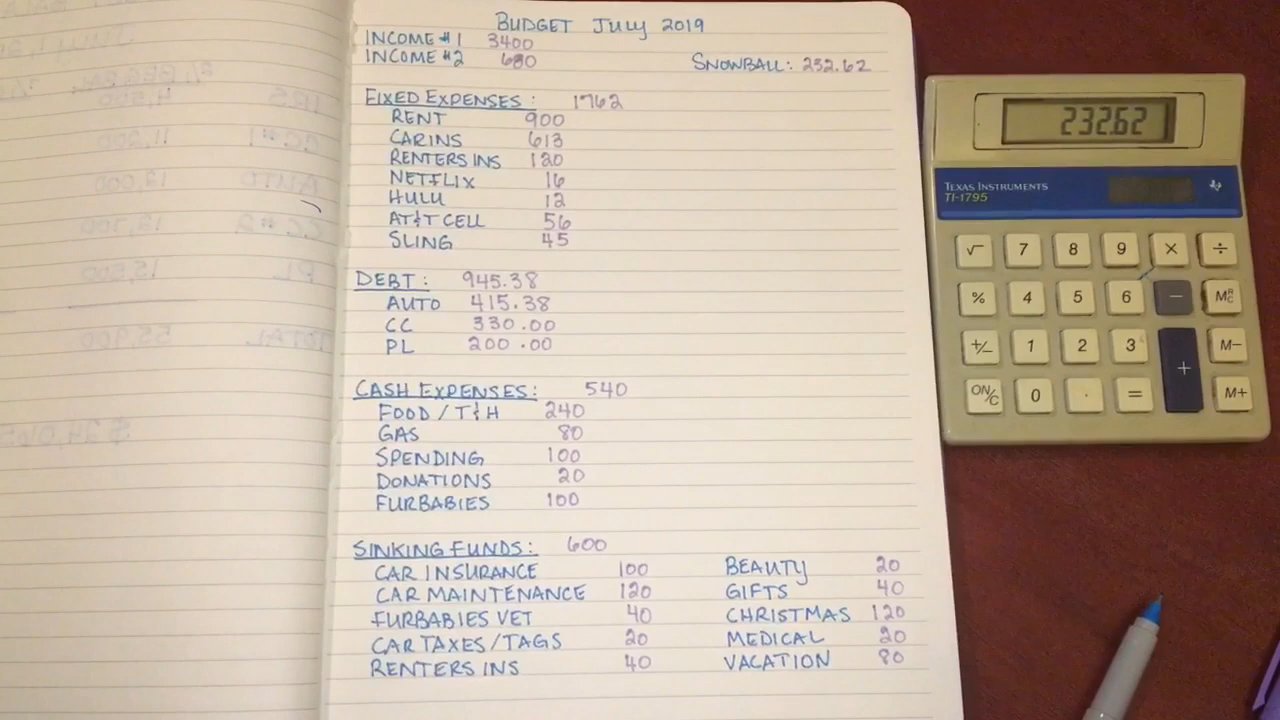 BUDGET JULY 2019
INCOME #1 3400
INCOME #2 680
SNOWBALL: 232.62
FIXED EXPENSES: 1762
RENT 900
CAR INS 613
RENTERS INS 120
NETFLIX 16
HULU 12
AT&T CELL 56
SLING 45
DEBT: 945.38
AUTO 415.38
CC 330.00
PL 200.00
CASH EXPENSES: 540
FOOD/T&H 240
GAS 80
SPENDING 100
DONATIONS 20
FURBABIES 100
SINKING FUNDS: 600
CAR INSURANCE 100
CAR MAINTENANCE 120
FURBABIES VET 40
CAR TAXES/TAGS 20
RENTERS INS 40
BEAUTY 20
GIFTS 40
CHRISTMAS 120
MEDICAL 20
VACATION 80
232.62
TEXAS INSTRUMENTS
TI-1795
√ 7 8 9 × ÷
% 4 5 6 − MRC
+/− 1 2 3 + M−
ON/C 0 . = M+